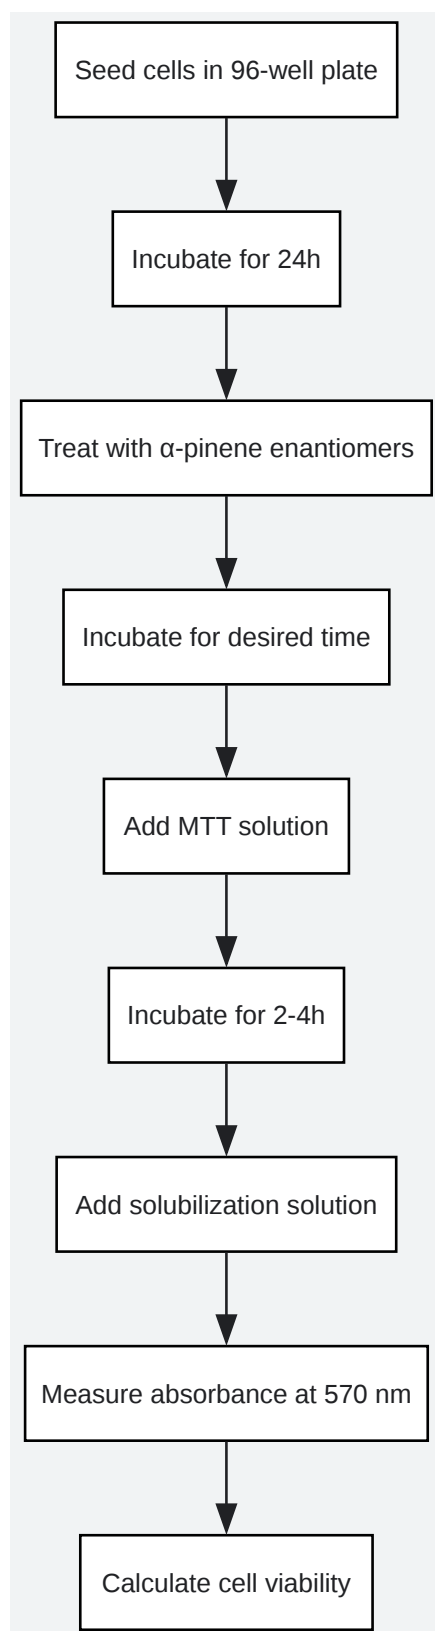 Seed cells in 96-well plate
Incubate for 24h
Treat with α-pinene enantiomers
Incubate for desired time
Add MTT solution
Incubate for 2-4h
Add solubilization solution
Measure absorbance at 570 nm
Calculate cell viability